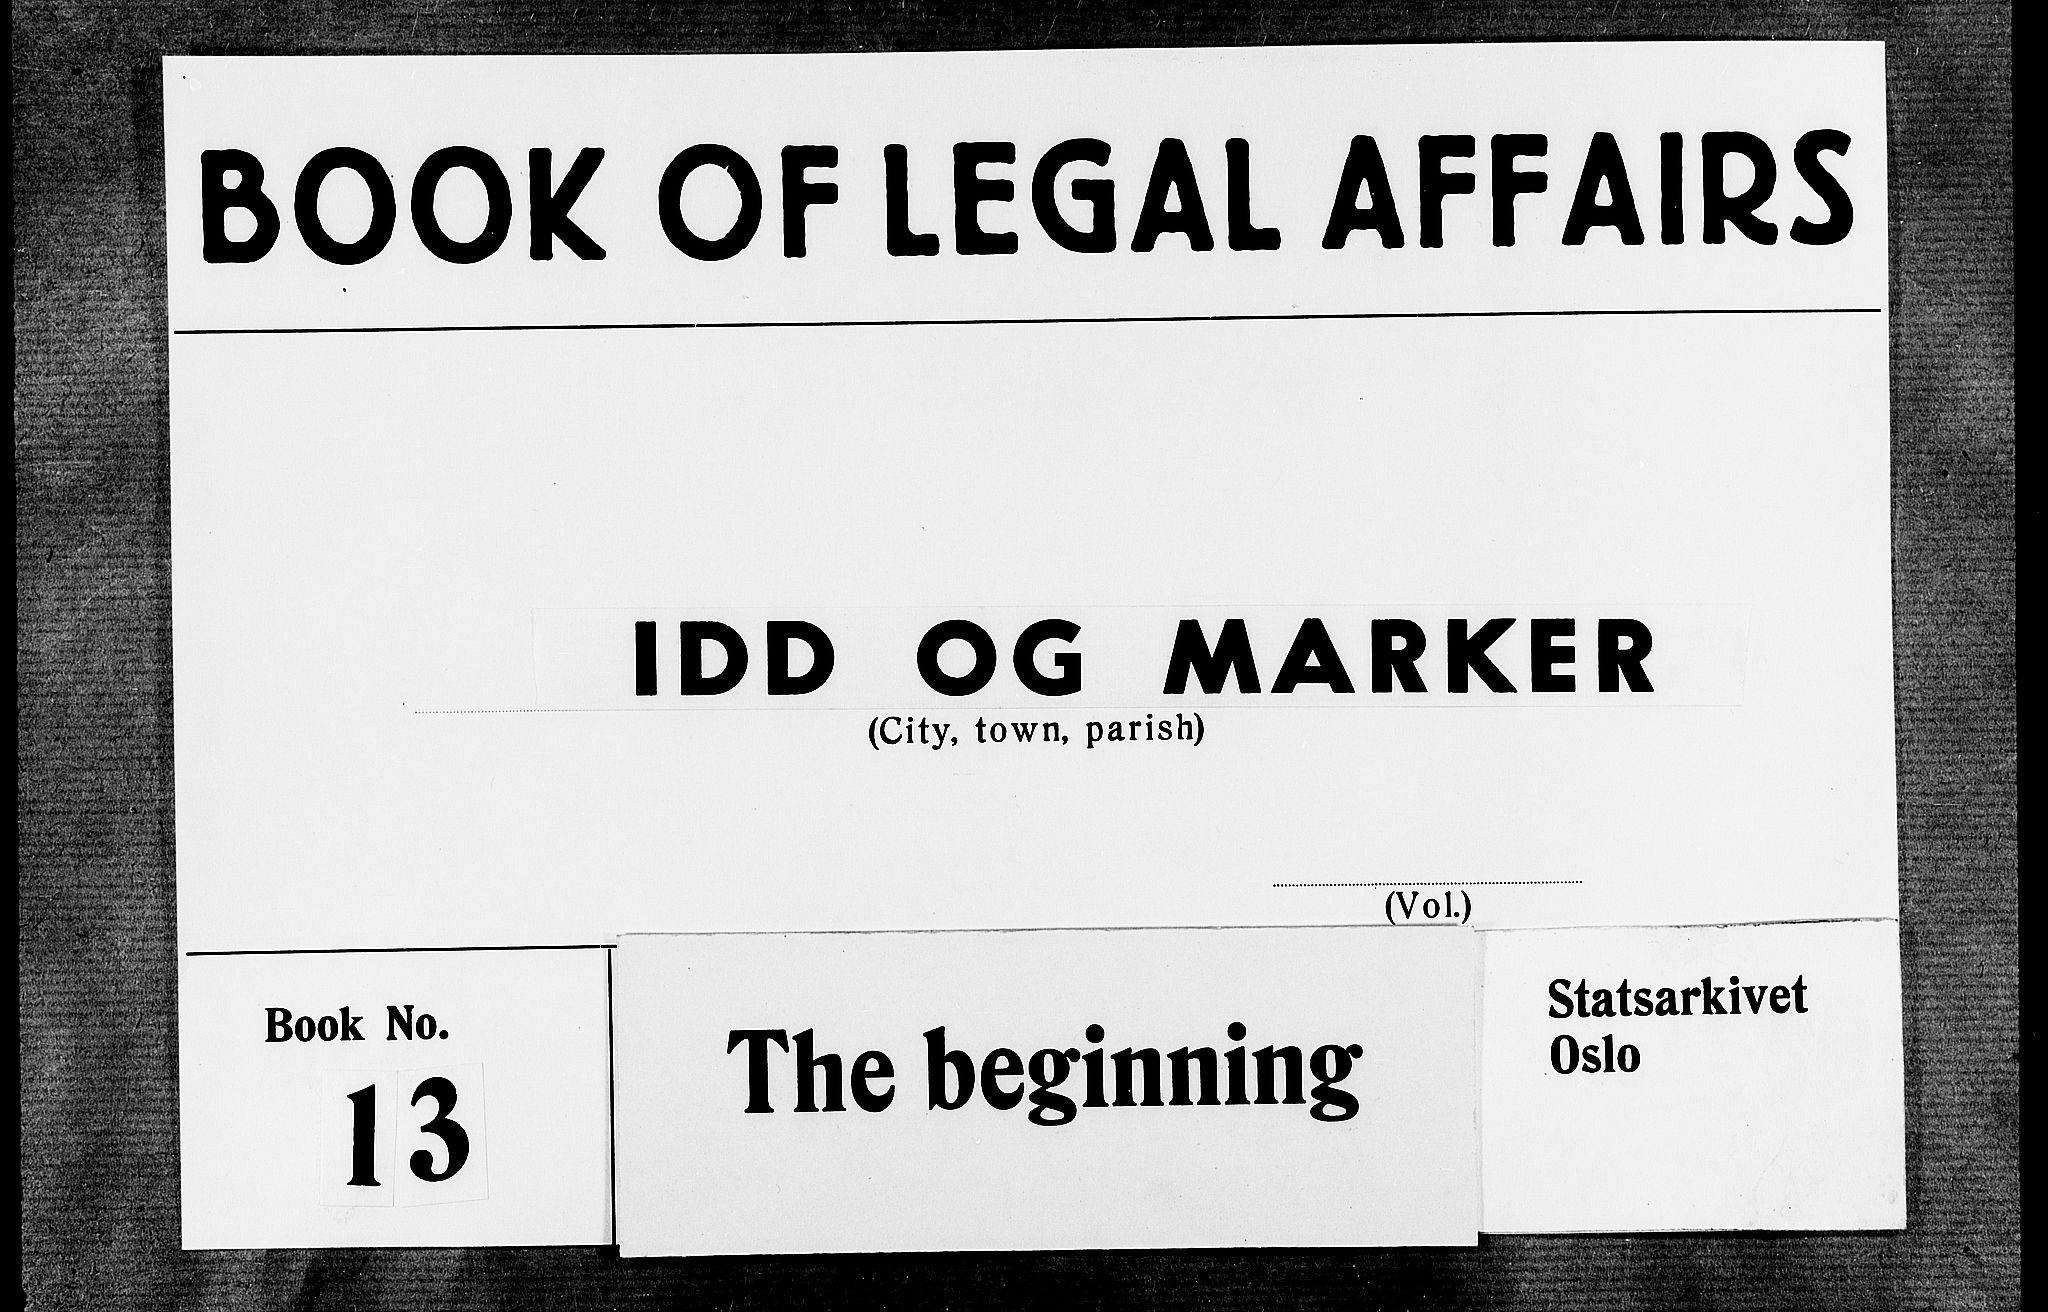 BOOK OF LEGAL AFFAIRS
IDD OG MARKER
(City, town, parish)
(Vol.)
Book No.
13
The beginning
Statsarkivet
Oslo